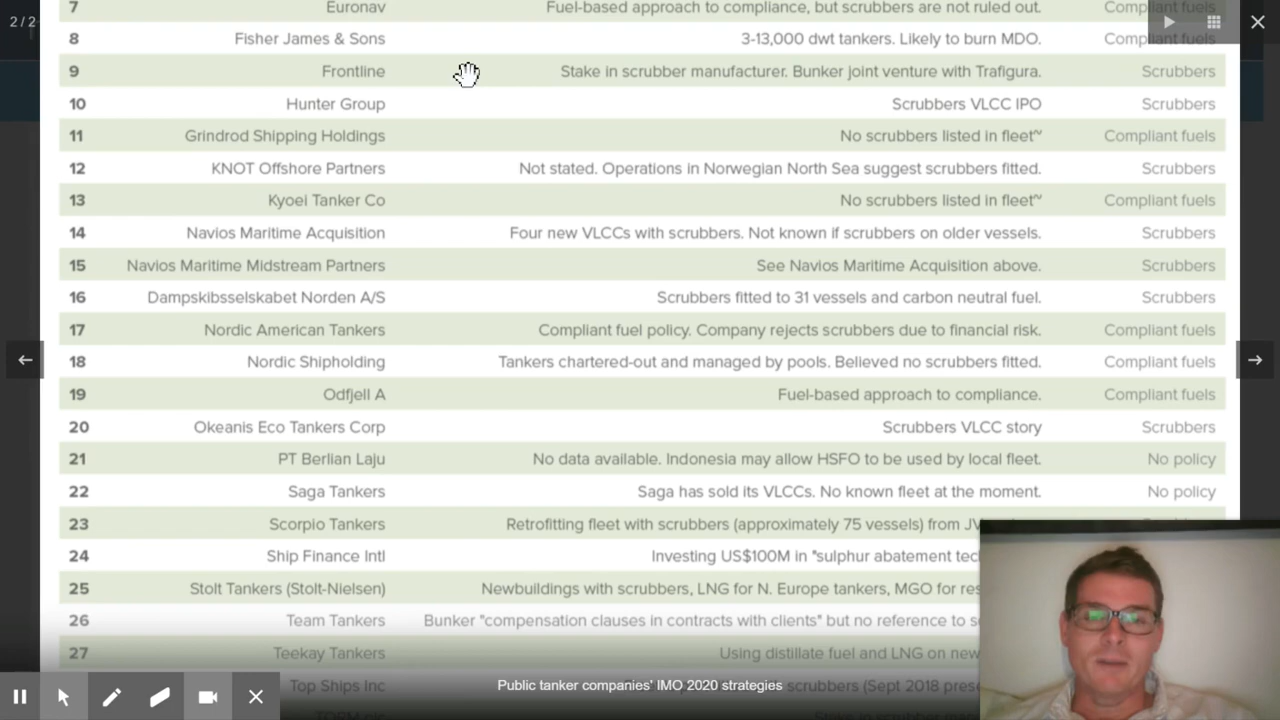 2 / 2
7 Euronav Fuel-based approach to compliance, but scrubbers are not ruled out. Compliant fuels
8 Fisher James & Sons 3-13,000 dwt tankers. Likely to burn MDO. Compliant fuels
9 Frontline Stake in scrubber manufacturer. Bunker joint venture with Trafigura. Scrubbers
10 Hunter Group Scrubbers VLCC IPO Scrubbers
11 Grindrod Shipping Holdings No scrubbers listed in fleet~ Compliant fuels
12 KNOT Offshore Partners Not stated. Operations in Norwegian North Sea suggest scrubbers fitted. Scrubbers
13 Kyoei Tanker Co No scrubbers listed in fleet~ Compliant fuels
14 Navios Maritime Acquisition Four new VLCCs with scrubbers. Not known if scrubbers on older vessels. Scrubbers
15 Navios Maritime Midstream Partners See Navios Maritime Acquisition above. Scrubbers
16 Dampskibsselskabet Norden A/S Scrubbers fitted to 31 vessels and carbon neutral fuel. Scrubbers
17 Nordic American Tankers Compliant fuel policy. Company rejects scrubbers due to financial risk. Compliant fuels
18 Nordic Shipholding Tankers chartered-out and managed by pools. Believed no scrubbers fitted. Compliant fuels
19 Odfjell A Fuel-based approach to compliance. Compliant fuels
20 Okeanis Eco Tankers Corp Scrubbers VLCC story Scrubbers
21 PT Berlian Laju No data available. Indonesia may allow HSFO to be used by local fleet. No policy
22 Saga Tankers Saga has sold its VLCCs. No known fleet at the moment. No policy
23 Scorpio Tankers Retrofitting fleet with scrubbers (approximately 75 vessels) from JV
24 Ship Finance Intl Investing US$100M in "sulphur abatement tec
25 Stolt Tankers (Stolt-Nielsen) Newbuildings with scrubbers, LNG for N. Europe tankers, MGO for res
26 Team Tankers Bunker "compensation clauses in contracts with clients" but no reference to s
27 Teekay Tankers Using distillate fuel and LNG on new
Top Ships Inc scrubbers (Sept 2018 pres
Public tanker companies' IMO 2020 strategies
TORM plc